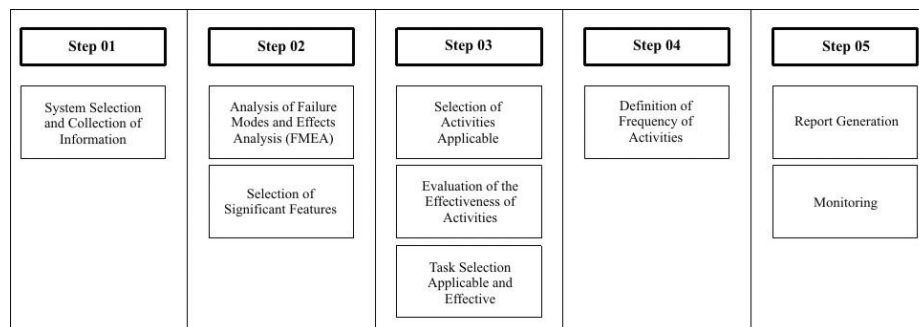 Step 01
System Selection
and Collection of
Information
Step 02
Analysis of Failure
Modes and Effects
Analysis (FMEA)
Selection of
Significant Features
Step 03
Selection of
Activities
Applicable
Evaluation of the
Effectiveness of
Activities
Task Selection
Applicable and
Effective
Step 04
Definition of
Frequency of
Activities
Step 05
Report Generation
Monitoring